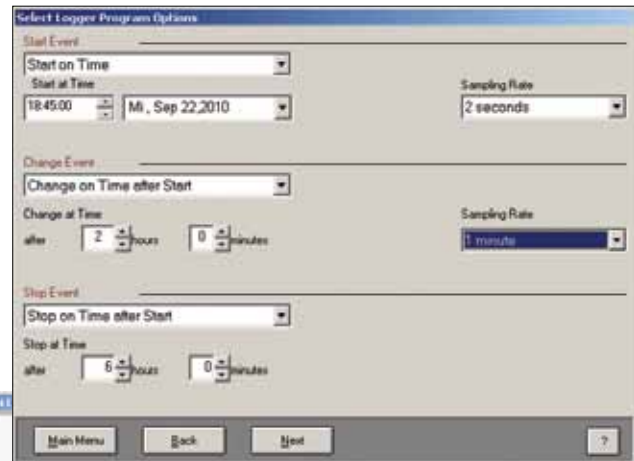 Select Logger Program Options
Start Event
Start on Time
Start at Time
Sampling Rate
18:45:00 Mi , Sep 22,2010 2 seconds
Change Event
Change on Time after Start
Change at Time
Sampling Rate
after 2 hours 0 minutes 1 minute
Stop Event
Stop on Time after Start
Stop at Time
after 6 hours 0 minutes
Main Menu Back Next ?